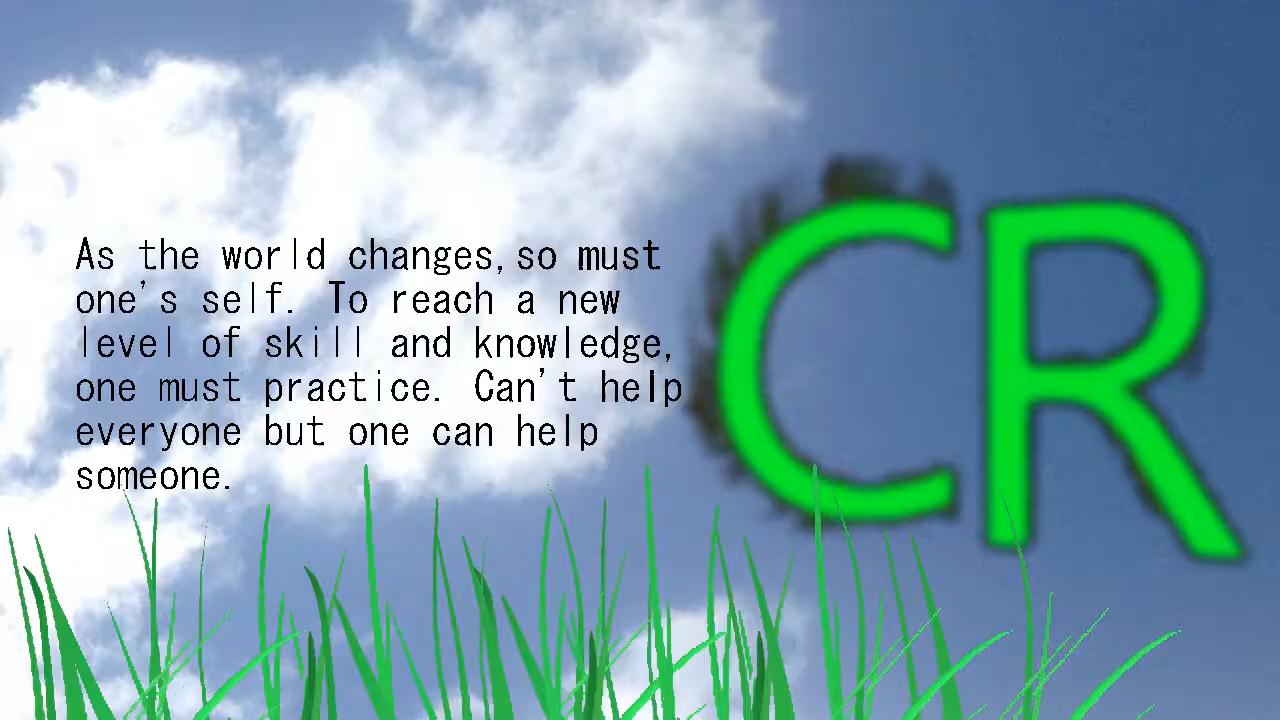 As the world changes,so must
one's self. To reach a new
level of skill and knowledge,
one must practice. Can't help
everyone but one can help
someone.
CR